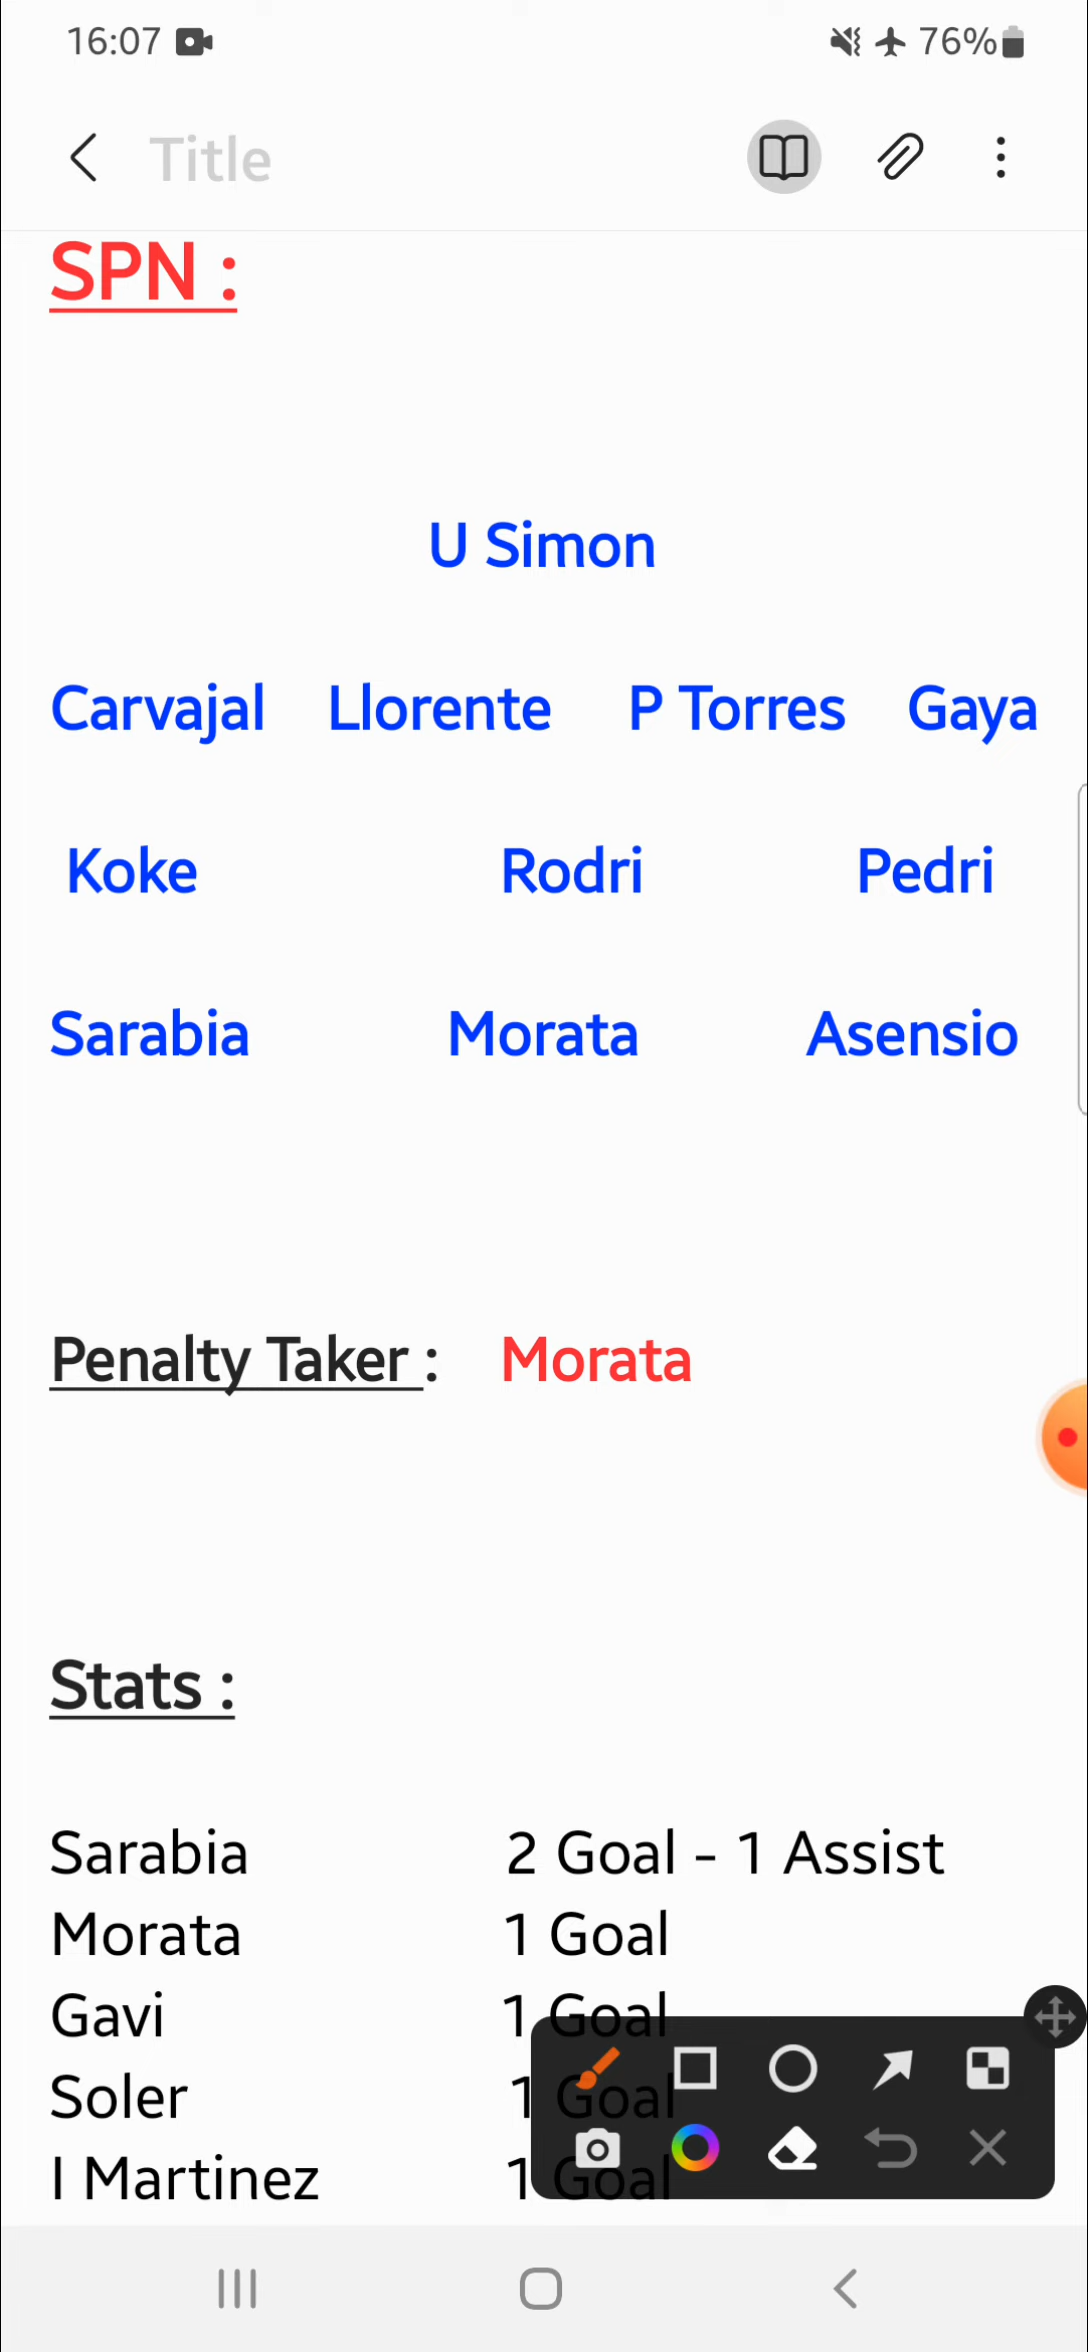 16:07 76%
Title
SPN :
U Simon
Carvajal Llorente P Torres Gaya
Koke Rodri Pedri
Sarabia Morata Asensio
Penalty Taker : Morata
Stats :
Sarabia 2 Goal - 1 Assist
Morata 1 Goal
Gavi 1 Goal
Soler 1 Goal
I Martinez 1 Goal